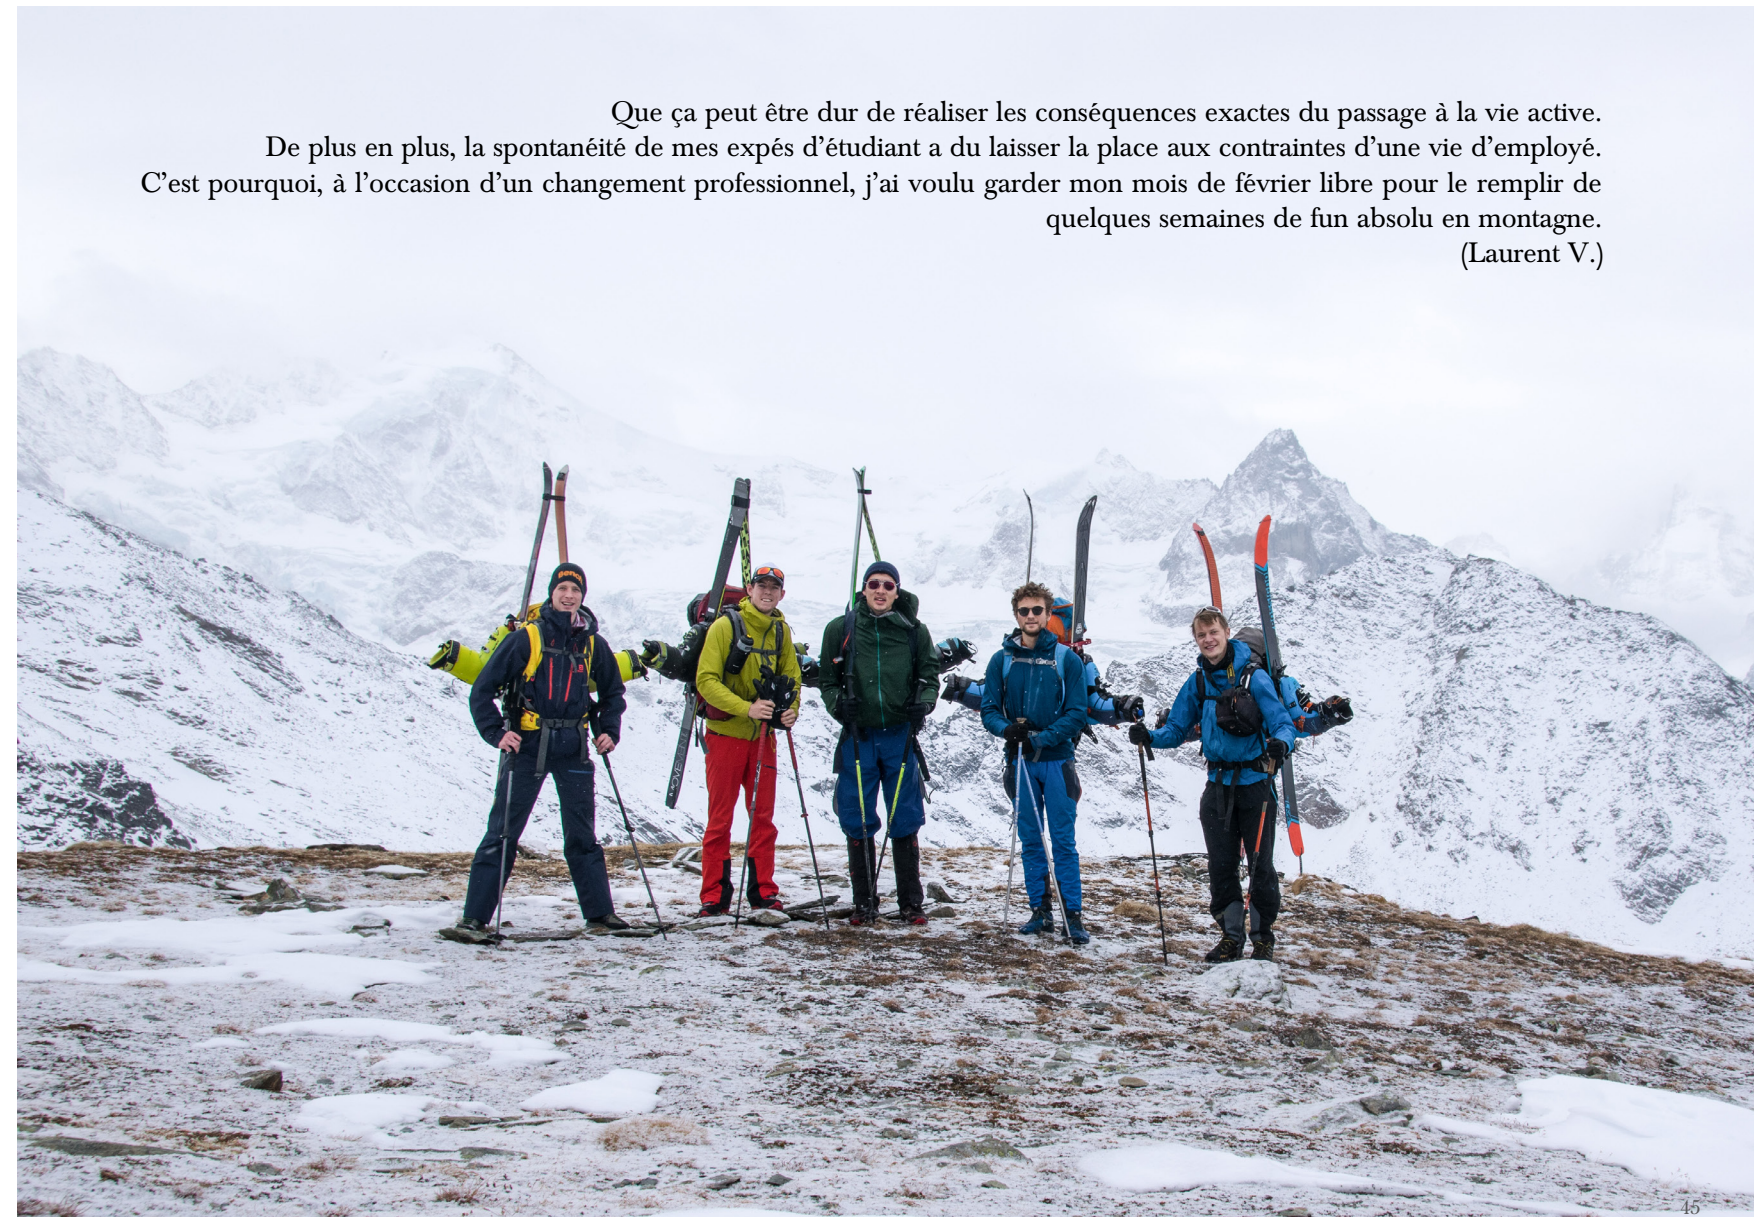 Que ça peut être dur de réaliser les conséquences exactes du passage à la vie active.
De plus en plus, la spontanéité de mes expés d’étudiant a du laisser la place aux contraintes d’une vie d’employé.
C’est pourquoi, à l’occasion d’un changement professionnel, j’ai voulu garder mon mois de février libre pour le remplir de
quelques semaines de fun absolu en montagne.
(Laurent V.)
Bench
45